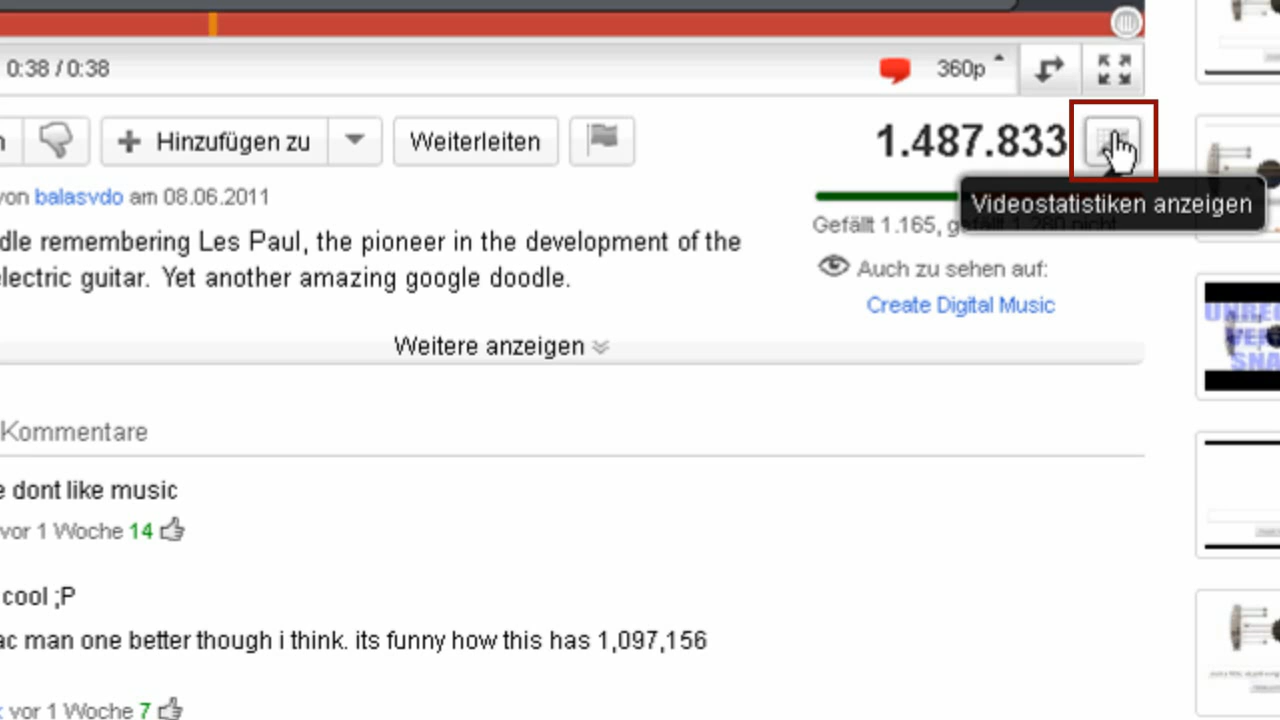 0:38 / 0:38
360p
Hinzufügen zu
Weiterleiten
1.487.833
von balasvdo am 08.06.2011
Videostatistiken anzeigen
Gefällt 1.165, gefällt 1.280 nicht
dle remembering Les Paul, the pioneer in the development of the
lectric guitar. Yet another amazing google doodle.
Auch zu sehen auf:
Create Digital Music
Weitere anzeigen
Kommentare
e dont like music
vor 1 Woche 14
cool ;P
ac man one better though i think. its funny how this has 1,097,156
vor 1 Woche 7